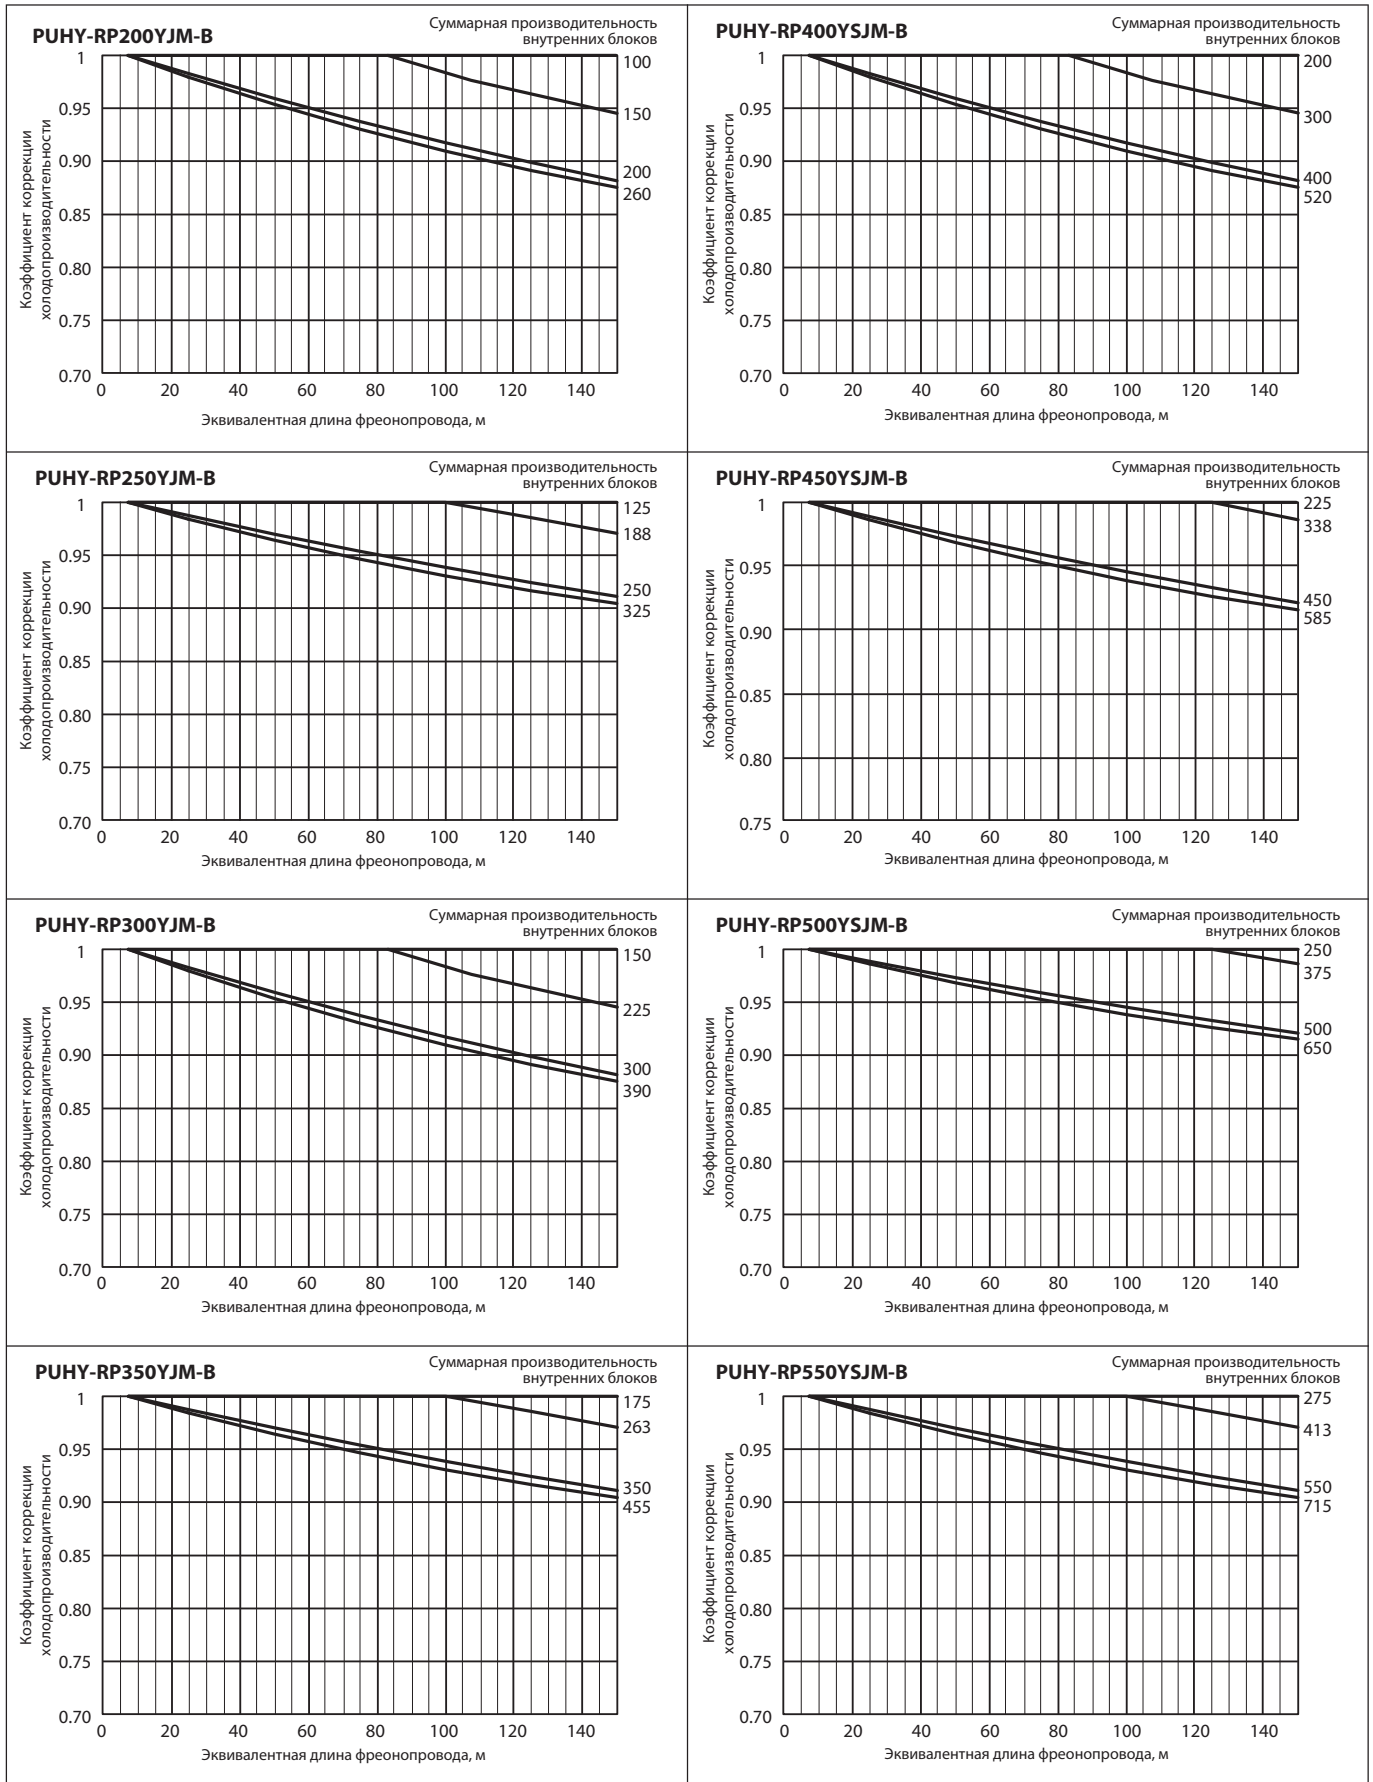 PUHY-RP200YJM-B
Суммарная производительность
внутренних блоков
Коэффициент коррекции
холодопроизводительности
1
0.95
0.90
0.85
0.80
0.75
0.70
100
150
200
260
0 20 40 60 80 100 120 140
Эквивалентная длина фреонопровода, м
PUHY-RP400YSJM-B
Суммарная производительность
внутренних блоков
Коэффициент коррекции
холодопроизводительности
1
0.95
0.90
0.85
0.80
0.75
0.70
200
300
400
520
0 20 40 60 80 100 120 140
Эквивалентная длина фреонопровода, м
PUHY-RP250YJM-B
Суммарная производительность
внутренних блоков
Коэффициент коррекции
холодопроизводительности
1
0.95
0.90
0.85
0.80
0.75
0.70
125
188
250
325
0 20 40 60 80 100 120 140
Эквивалентная длина фреонопровода, м
PUHY-RP450YSJM-B
Суммарная производительность
внутренних блоков
Коэффициент коррекции
холодопроизводительности
1
0.95
0.90
0.85
0.80
0.75
225
338
450
585
0 20 40 60 80 100 120 140
Эквивалентная длина фреонопровода, м
PUHY-RP300YJM-B
Суммарная производительность
внутренних блоков
Коэффициент коррекции
холодопроизводительности
1
0.95
0.90
0.85
0.80
0.75
0.70
150
225
300
390
0 20 40 60 80 100 120 140
Эквивалентная длина фреонопровода, м
PUHY-RP500YSJM-B
Суммарная производительность
внутренних блоков
Коэффициент коррекции
холодопроизводительности
1
0.95
0.90
0.85
0.80
0.75
0.70
250
375
500
650
0 20 40 60 80 100 120 140
Эквивалентная длина фреонопровода, м
PUHY-RP350YJM-B
Суммарная производительность
внутренних блоков
Коэффициент коррекции
холодопроизводительности
1
0.95
0.90
0.85
0.80
0.75
0.70
175
263
350
455
0 20 40 60 80 100 120 140
Эквивалентная длина фреонопровода, м
PUHY-RP550YSJM-B
Суммарная производительность
внутренних блоков
Коэффициент коррекции
холодопроизводительности
1
0.95
0.90
0.85
0.80
0.75
0.70
275
413
550
715
0 20 40 60 80 100 120 140
Эквивалентная длина фреонопровода, м